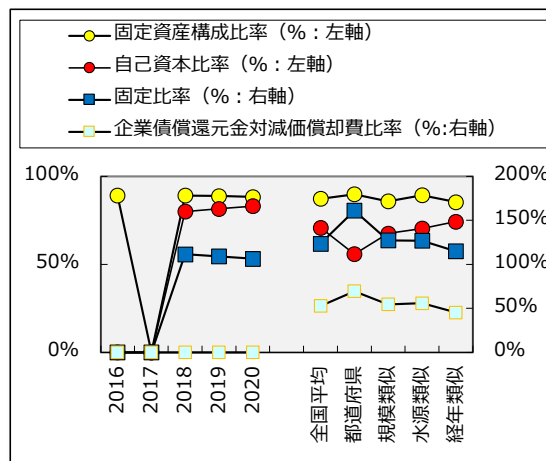 固定資産構成比率（%：左軸）
自己資本比率（%：左軸）
固定比率（%：右軸）
企業債償還元金対減価償却費比率（%:右軸）
100%
50%
0%
200%
150%
100%
50%
0%
2016
2017
2018
2019
2020
全国平均
都道府県
規模類似
水源類似
経年類似